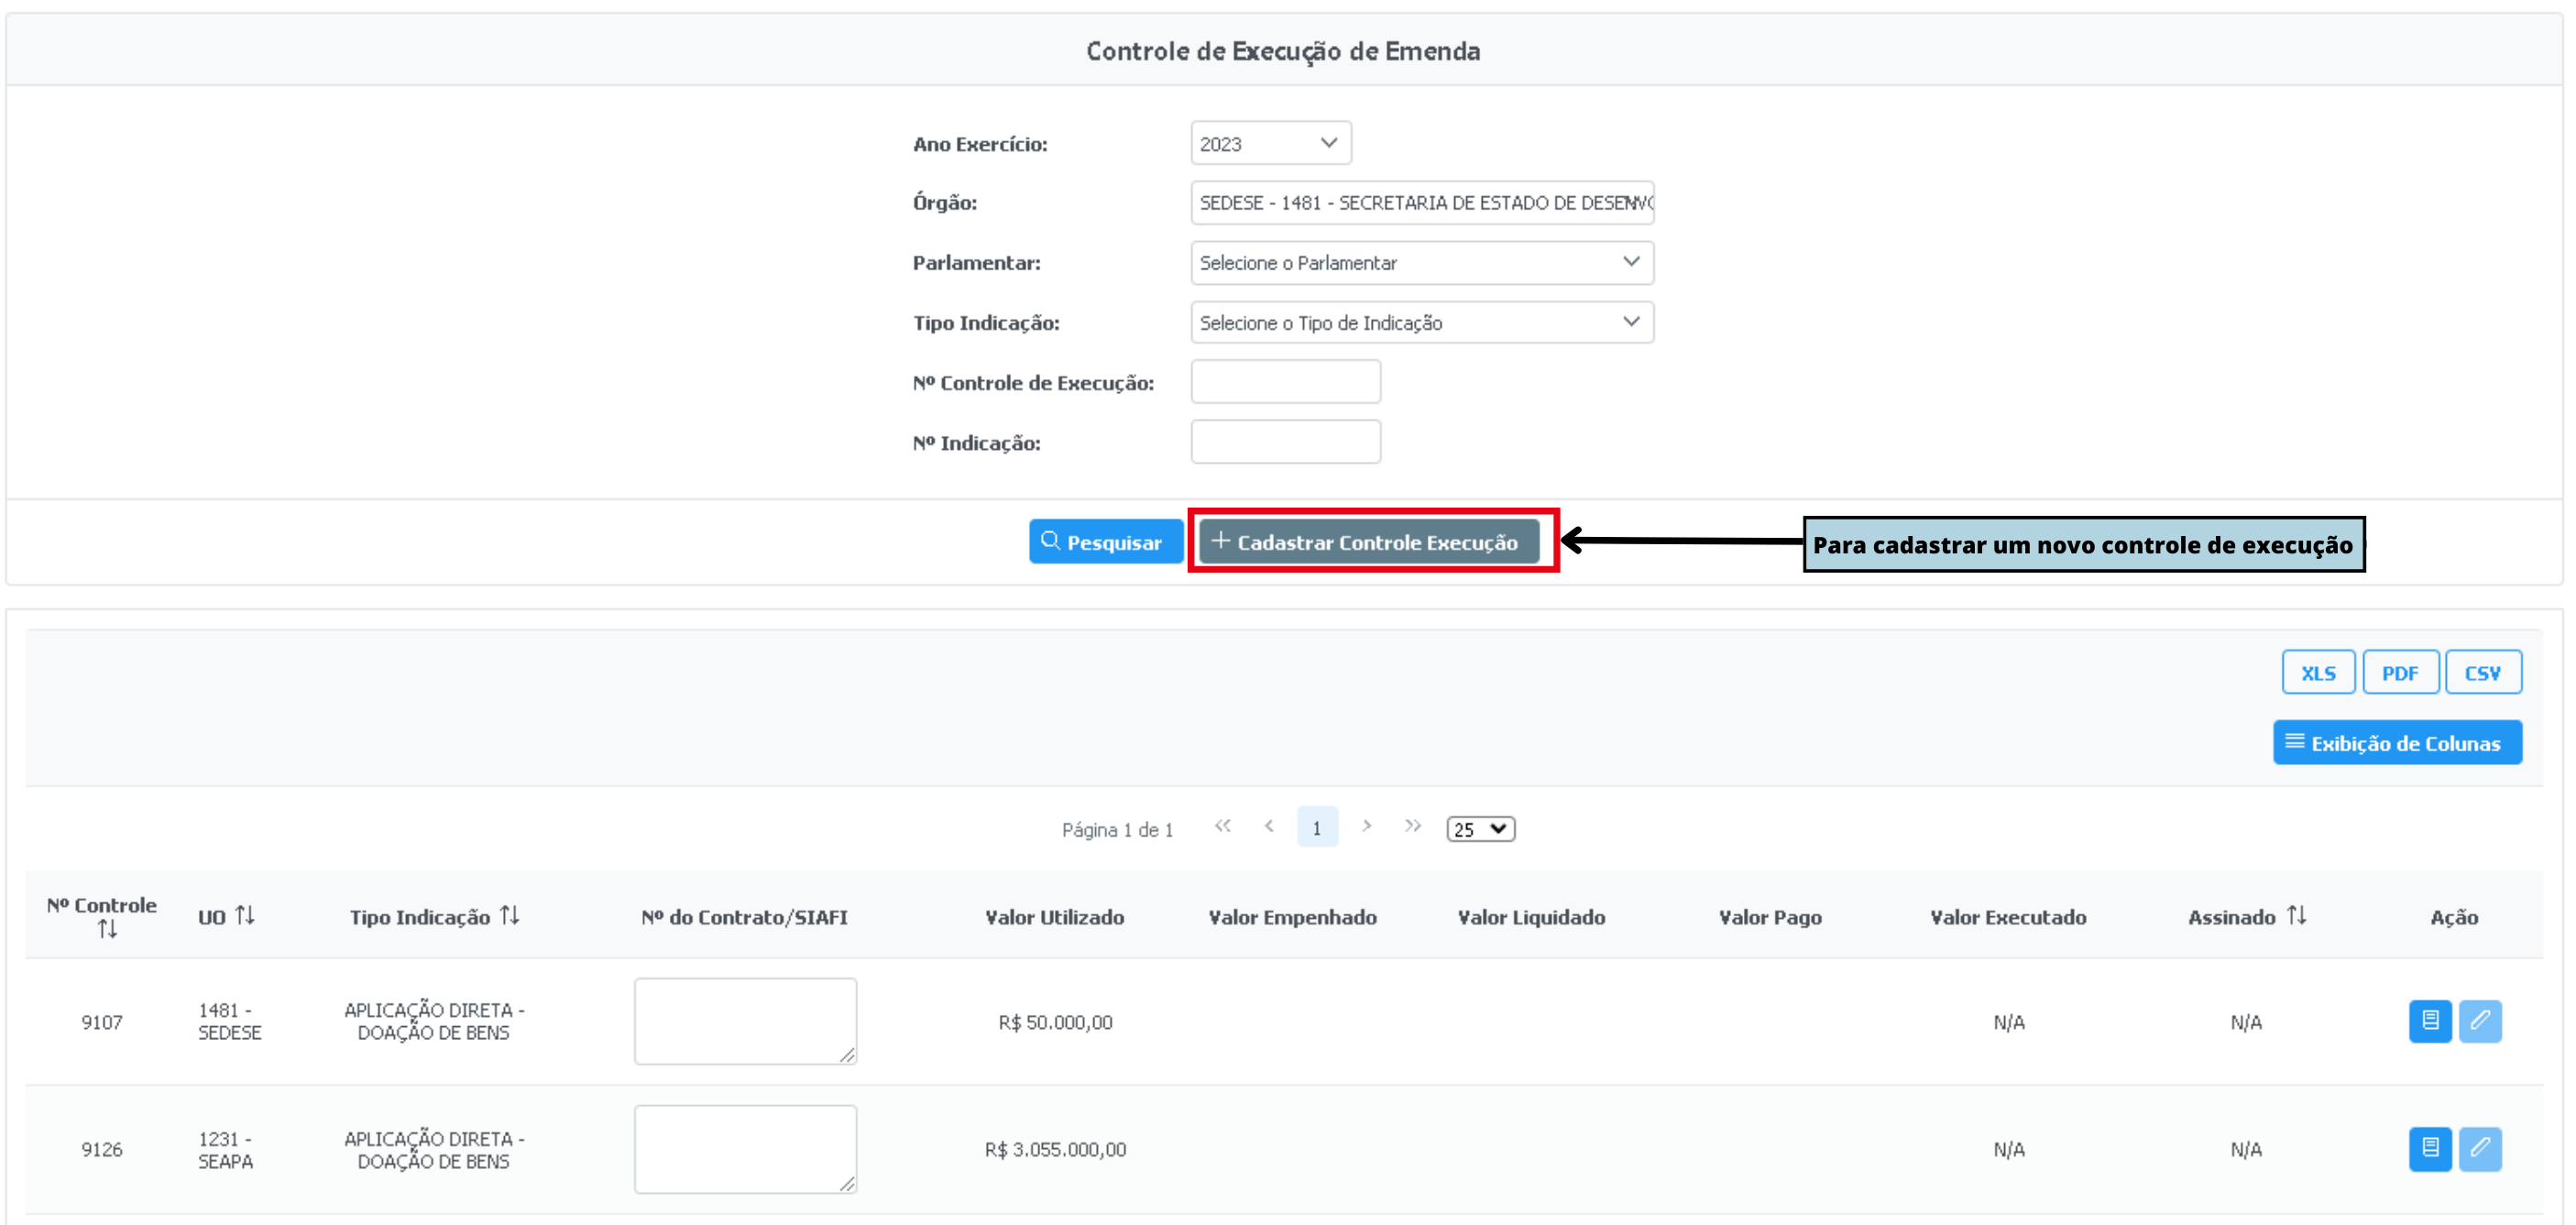 Controle de Execução de Emenda
Ano Exercício: 2023
Órgão: SEDESE - 1481 - SECRETARIA DE ESTADO DE DESENVO
Parlamentar: Selecione o Parlamentar
Tipo Indicação: Selecione o Tipo de Indicação
Nº Controle de Execução:
Nº Indicação:
Pesquisar + Cadastrar Controle Execução Para cadastrar um novo controle de execução
XLS PDF CSV
Exibição de Colunas
Página 1 de 1 << < 1 > >> 25
Nº Controle UO Tipo Indicação Nº do Contrato/SIAFI Valor Utilizado Valor Empenhado Valor Liquidado Valor Pago Valor Executado Assinado Ação
9107 1481 - SEDESE APLICAÇÃO DIRETA - DOAÇÃO DE BENS R$ 50.000,00 N/A N/A
9126 1231 - SEAPA APLICAÇÃO DIRETA - DOAÇÃO DE BENS R$ 3.055.000,00 N/A N/A